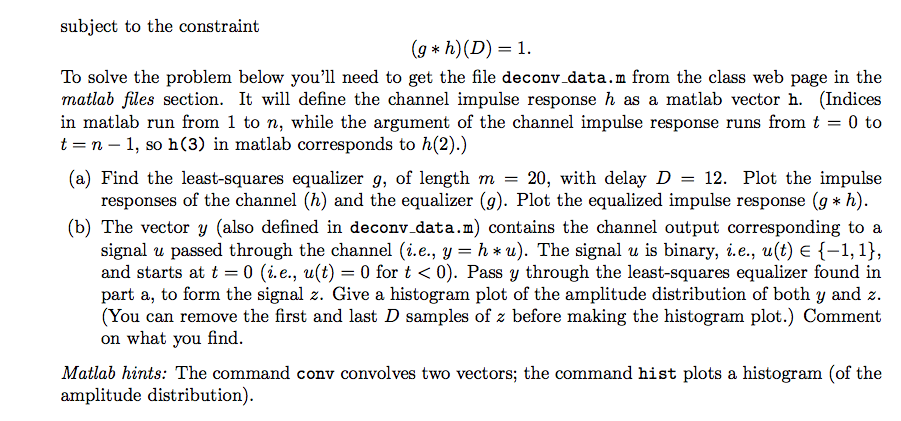 subject to the constraint
(g ∗ h)(D) = 1.
To solve the problem below you'll need to get the file deconv_data.m from the class web page in the
matlab files section. It will define the channel impulse response h as a matlab vector h. (Indices
in matlab run from 1 to n, while the argument of the channel impulse response runs from t = 0 to
t = n − 1, so h(3) in matlab corresponds to h(2).)
(a) Find the least-squares equalizer g, of length m = 20, with delay D = 12. Plot the impulse
responses of the channel (h) and the equalizer (g). Plot the equalized impulse response (g ∗ h).
(b) The vector y (also defined in deconv_data.m) contains the channel output corresponding to a
signal u passed through the channel (i.e., y = h ∗ u). The signal u is binary, i.e., u(t) ∈ {−1, 1},
and starts at t = 0 (i.e., u(t) = 0 for t < 0). Pass y through the least-squares equalizer found in
part a, to form the signal z. Give a histogram plot of the amplitude distribution of both y and z.
(You can remove the first and last D samples of z before making the histogram plot.) Comment
on what you find.
Matlab hints: The command conv convolves two vectors; the command hist plots a histogram (of the
amplitude distribution).